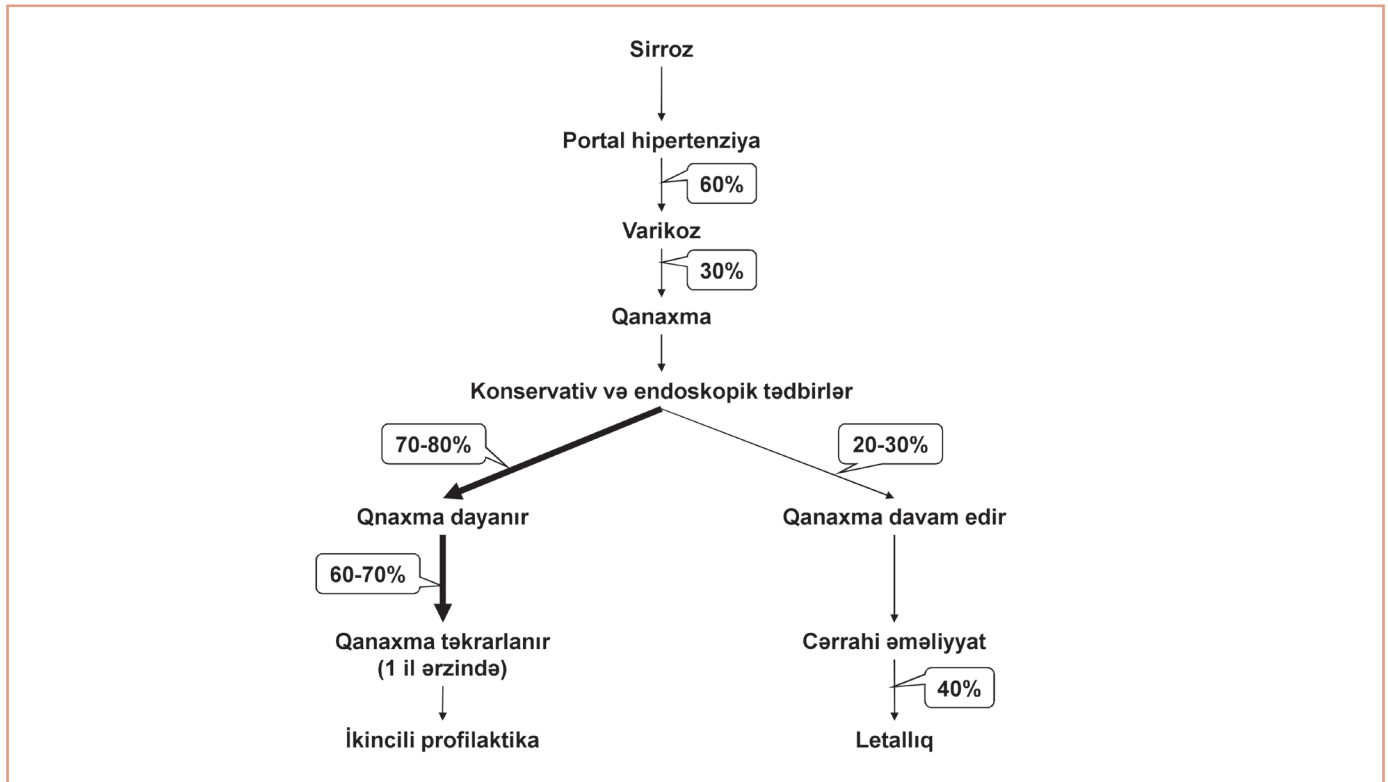 Sirroz
Portal hipertenziya
60%
Varikoz
30%
Qanaxma
Konservativ və endoskopik tədbirlər
70-80%
20-30%
Qnaxma dayanır
Qanaxma davam edir
60-70%
Qanaxma təkrarlanır
(1 il ərzində)
Cərrahi əməliyyat
40%
İkincili profilaktika
Letallıq